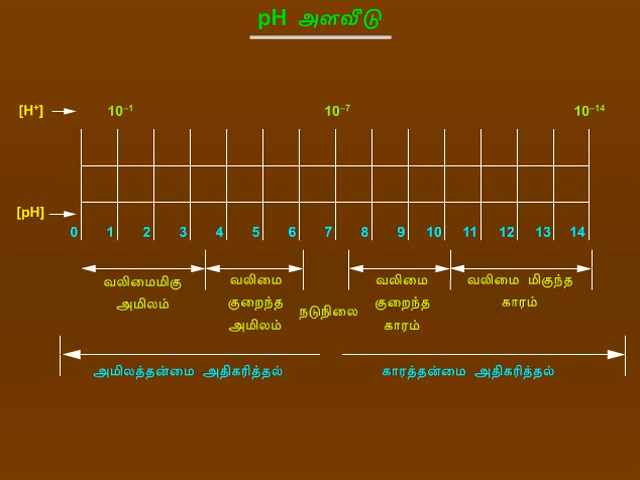 pH அளவீடு
[H⁺] 10⁻¹ 10⁻⁷ 10⁻¹⁴
[pH]
0 1 2 3 4 5 6 7 8 9 10 11 12 13 14
வலிமைமிகு
அமிலம்
வலிமை
குறைந்த
அமிலம்
நடுநிலை
வலிமை
குறைந்த
காரம்
வலிமை மிகுந்த
காரம்
அமிலத்தன்மை அதிகரித்தல்
காரத்தன்மை அதிகரித்தல்